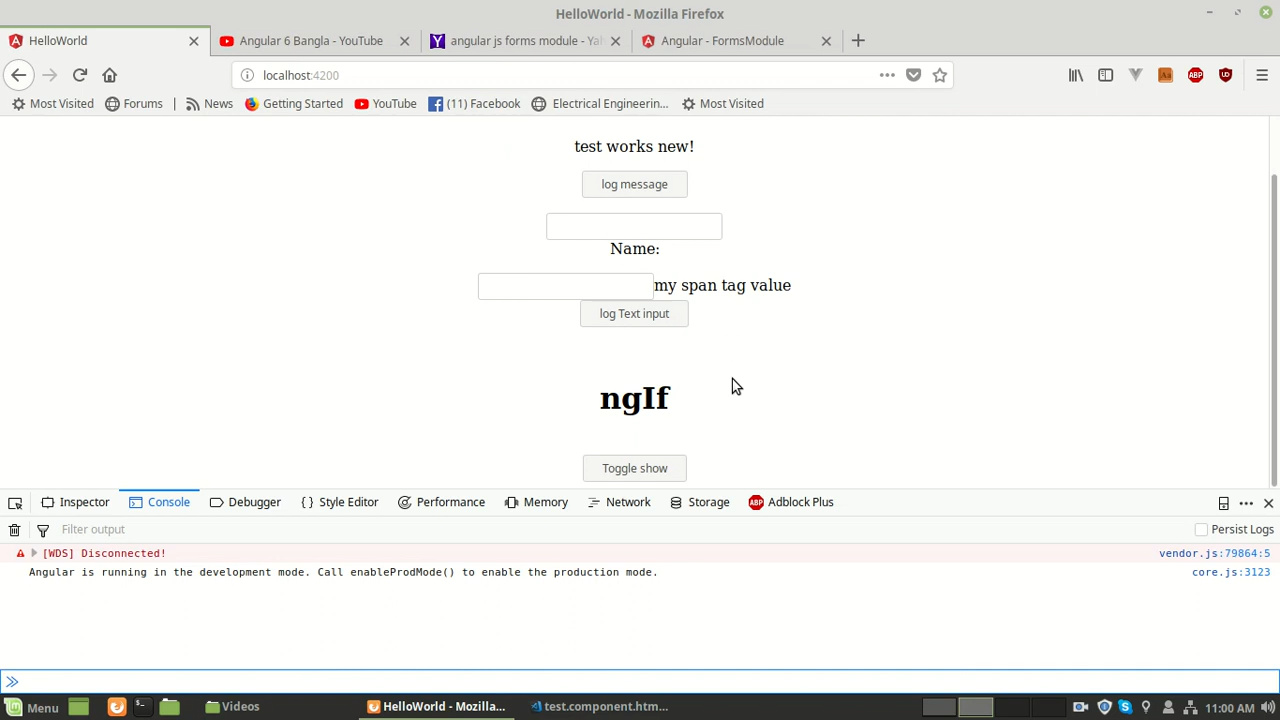 HelloWorld - Mozilla Firefox
HelloWorld
Angular 6 Bangla - YouTube
angular js forms module - Yah
Angular - FormsModule
localhost:4200
Most Visited
Forums
News
Getting Started
YouTube
(11) Facebook
Electrical Engineerin...
Most Visited
test works new!
log message
Name:
my span tag value
log Text input
ngIf
Toggle show
Inspector
Console
Debugger
Style Editor
Performance
Memory
Network
Storage
Adblock Plus
Filter output
Persist Logs
[WDS] Disconnected!
vendor.js:79864:5
Angular is running in the development mode. Call enableProdMode() to enable the production mode.
core.js:3123
Menu
Videos
HelloWorld - Mozilla...
test.component.htm...
11:00 AM